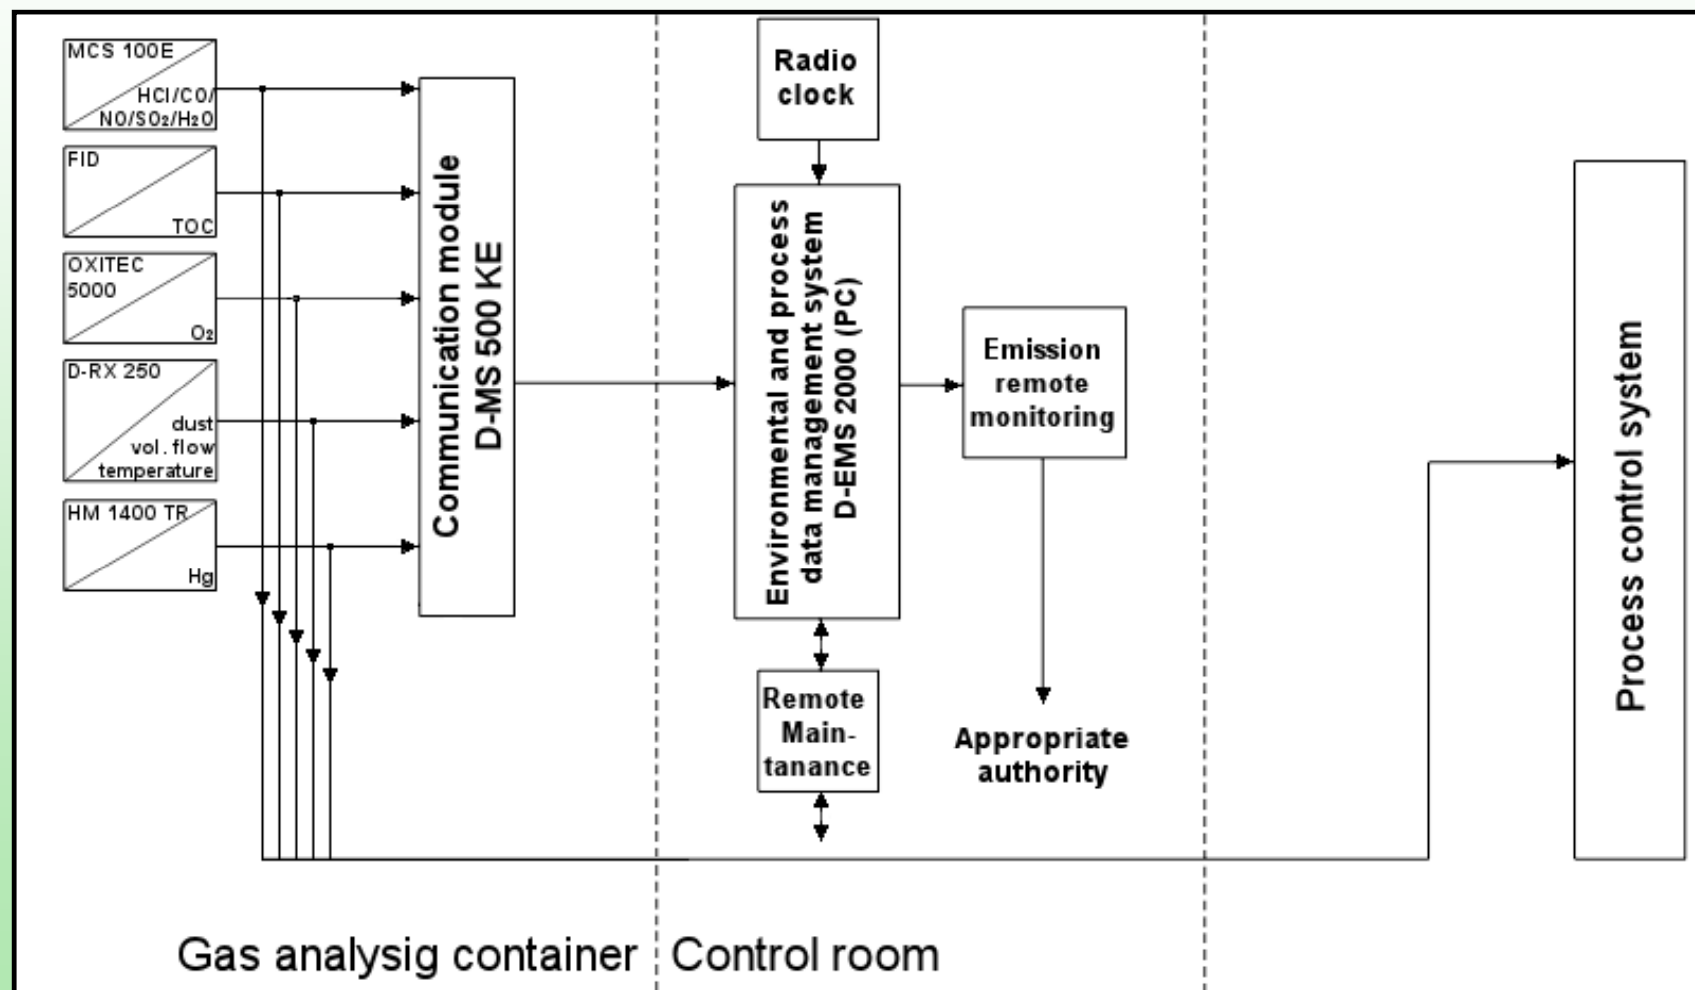 MCS 100E
HCl/CO/
NO/SO₂/H₂O
FID
TOC
OXITEC
5000
O₂
D-RX 250
dust
vol. flow
temperature
HM 1400 TR
Hg
Communication module
D-MS 500 KE
Radio
clock
Environmental and process
data management system
D-EMS 2000 (PC)
Remote
Main-
tanance
Emission
remote
monitoring
Appropriate
authority
Process control system
Gas analysig container
Control room